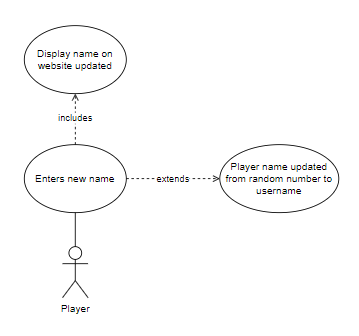 Display name on
website updated
includes
Enters new name
extends
Player name updated
from random number to
username
Player